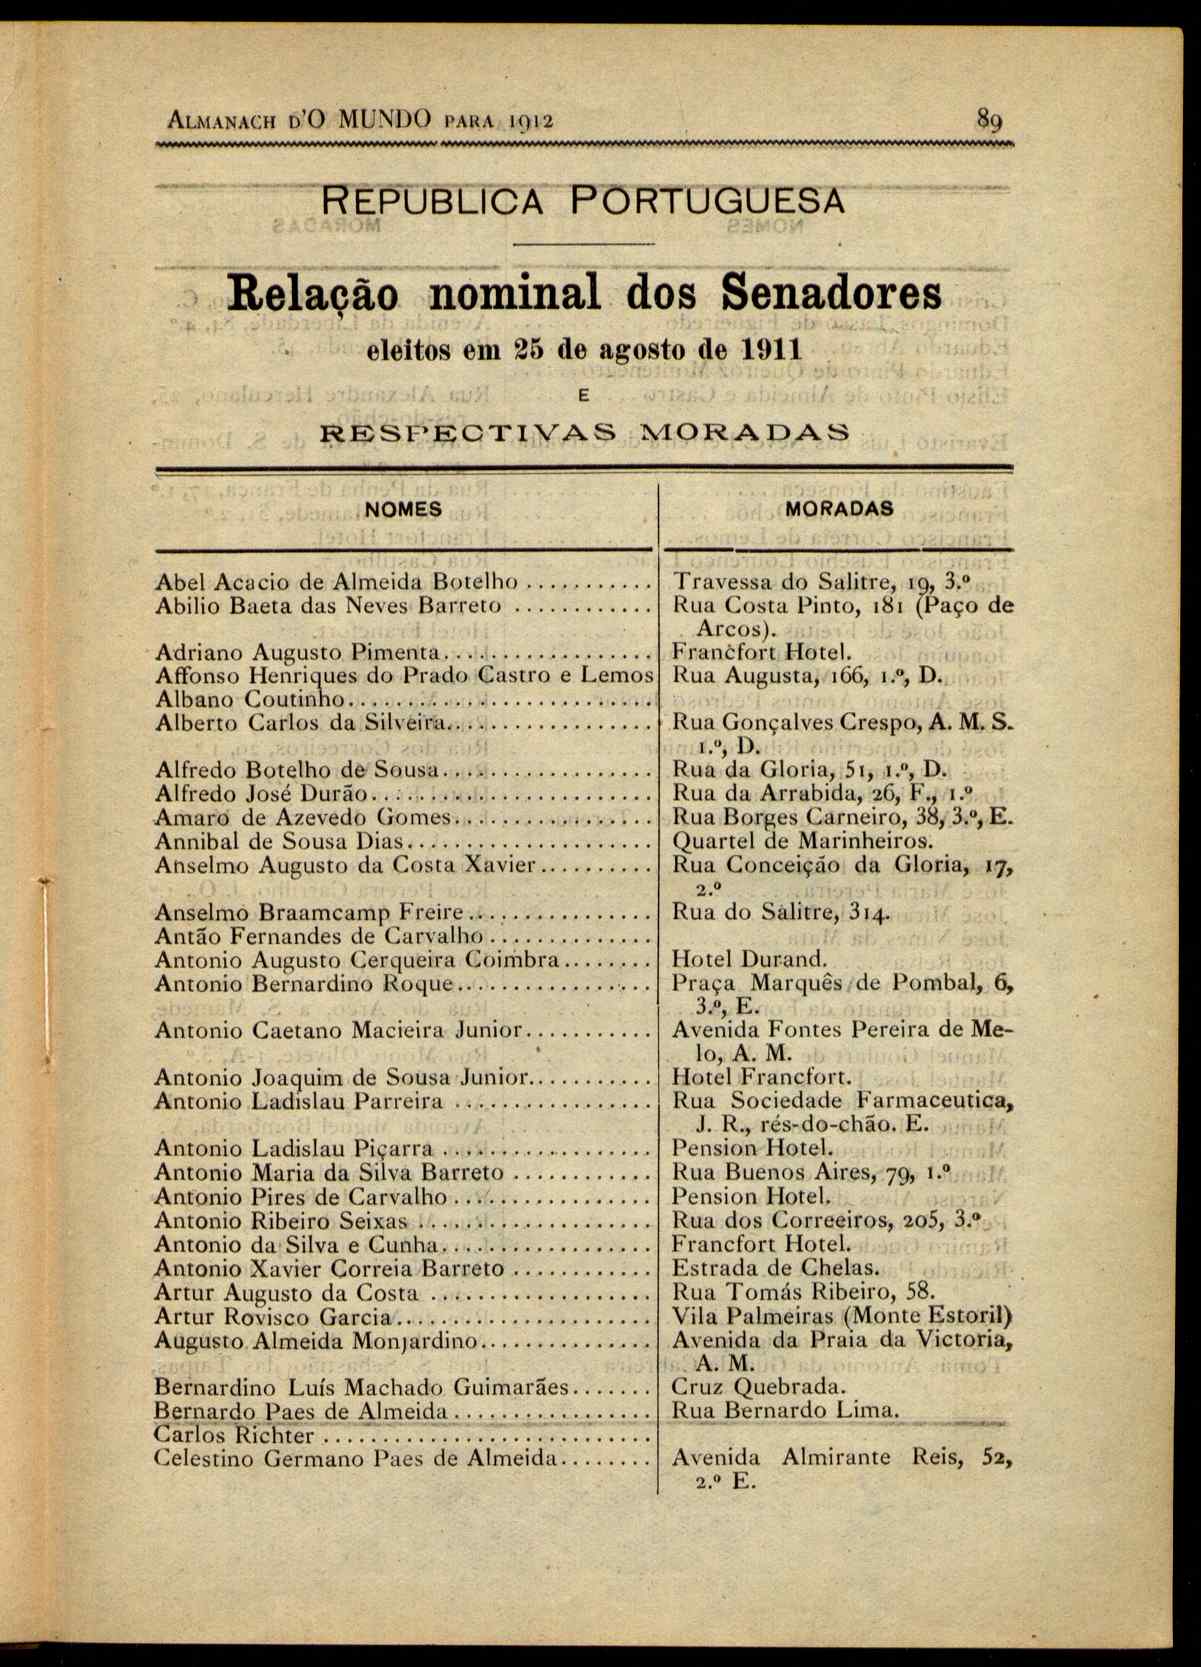 ALMANACH D'O MUNDO PARA 1912 89
REPUBLICA PORTUGUESA
Relação nominal dos Senadores
eleitos em 25 de agosto de 1911
E
RESPECTIVAS MORADAS
NOMES MORADAS
Abel Acacio de Almeida Botelho ........... Travessa do Salitre, 19, 3.º
Abilio Baeta das Neves Barreto ............ Rua Costa Pinto, 181 (Paço de
Arcos).
Adriano Augusto Pimenta.................. Francfort Hotel.
Affonso Henriques do Prado Castro e Lemos Rua Augusta, 166, 1.º, D.
Albano Coutinho..........................
Alberto Carlos da Silveira.................. Rua Gonçalves Crespo, A. M. S.
1.º, D.
Alfredo Botelho de Sousa.................. Rua da Gloria, 51, 1.º, D.
Alfredo José Durão........................ Rua da Arrabida, 26, F., 1.º
Amaro de Azevedo Gomes................. Rua Borges Carneiro, 38, 3.º, E.
Annibal de Sousa Dias..................... Quartel de Marinheiros.
Anselmo Augusto da Costa Xavier.......... Rua Conceição da Gloria, 17,
2.º
Anselmo Braamcamp Freire................ Rua do Salitre, 314.
Antão Fernandes de Carvalho ..............
Antonio Augusto Cerqueira Coimbra........ Hotel Durand.
Antonio Bernardino Roque................. Praça Marquês de Pombal, 6,
3.º, E.
Antonio Caetano Macieira Junior........... Avenida Fontes Pereira de Me-
lo, A. M.
Antonio Joaquim de Sousa Junior........... Hotel Francfort.
Antonio Ladislau Parreira ................. Rua Sociedade Farmaceutica,
J. R., rés-do-chão. E.
Antonio Ladislau Piçarra .................. Pension Hotel.
Antonio Maria da Silva Barreto ............ Rua Buenos Aires, 79, 1.º
Antonio Pires de Carvalho ................. Pension Hotel.
Antonio Ribeiro Seixas .................... Rua dos Correeiros, 205, 3.º
Antonio da Silva e Cunha.................. Francfort Hotel.
Antonio Xavier Correia Barreto ............ Estrada de Chelas.
Artur Augusto da Costa ................... Rua Tomás Ribeiro, 58.
Artur Rovisco Garcia...................... Vila Palmeiras (Monte Estoril)
Augusto Almeida Monjardino............... Avenida da Praia da Victoria,
A. M.
Bernardino Luís Machado Guimarães....... Cruz Quebrada.
Bernardo Paes de Almeida................. Rua Bernardo Lima.
Carlos Richter ............................
Celestino Germano Paes de Almeida........ Avenida Almirante Reis, 52,
2.º E.